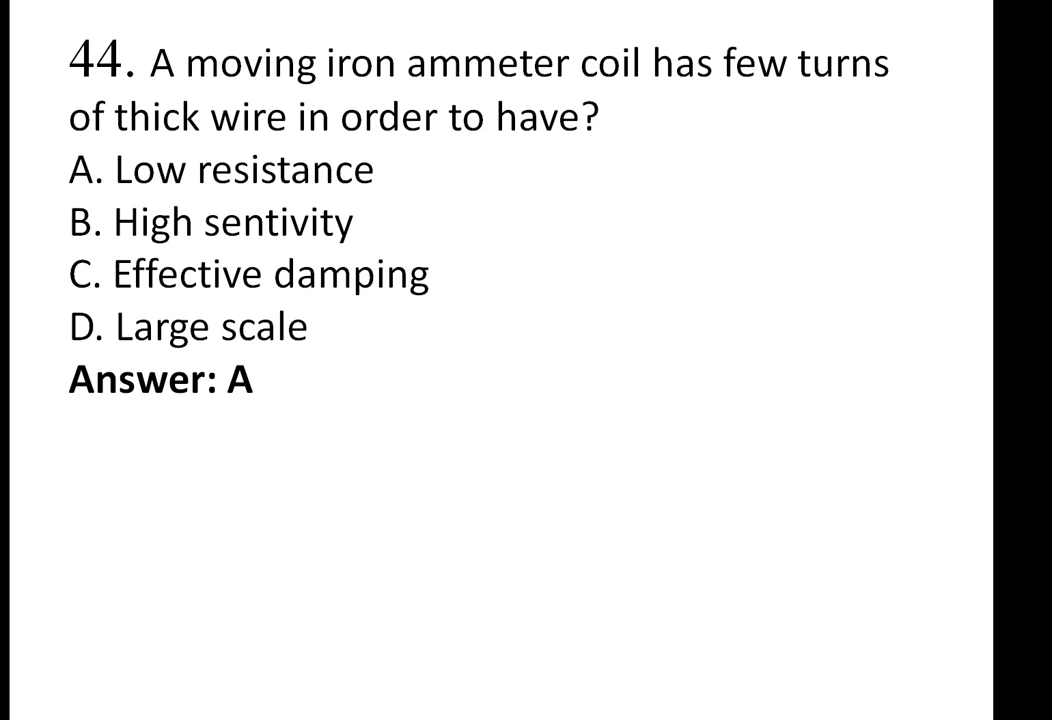 44. A moving iron ammeter coil has few turns
of thick wire in order to have?
A. Low resistance
B. High sentivity
C. Effective damping
D. Large scale
Answer: A